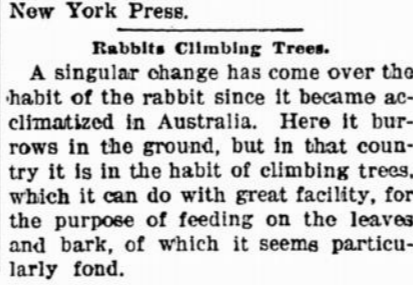 New York Press.
Rabbits Climbing Trees.
A singular change has come over the
habit of the rabbit since it became ac-
climatized in Australia. Here it bur-
rows in the ground, but in that coun-
try it is in the habit of climbing trees,
which it can do with great facility, for
the purpose of feeding on the leaves
and bark, of which it seems particu-
larly fond.